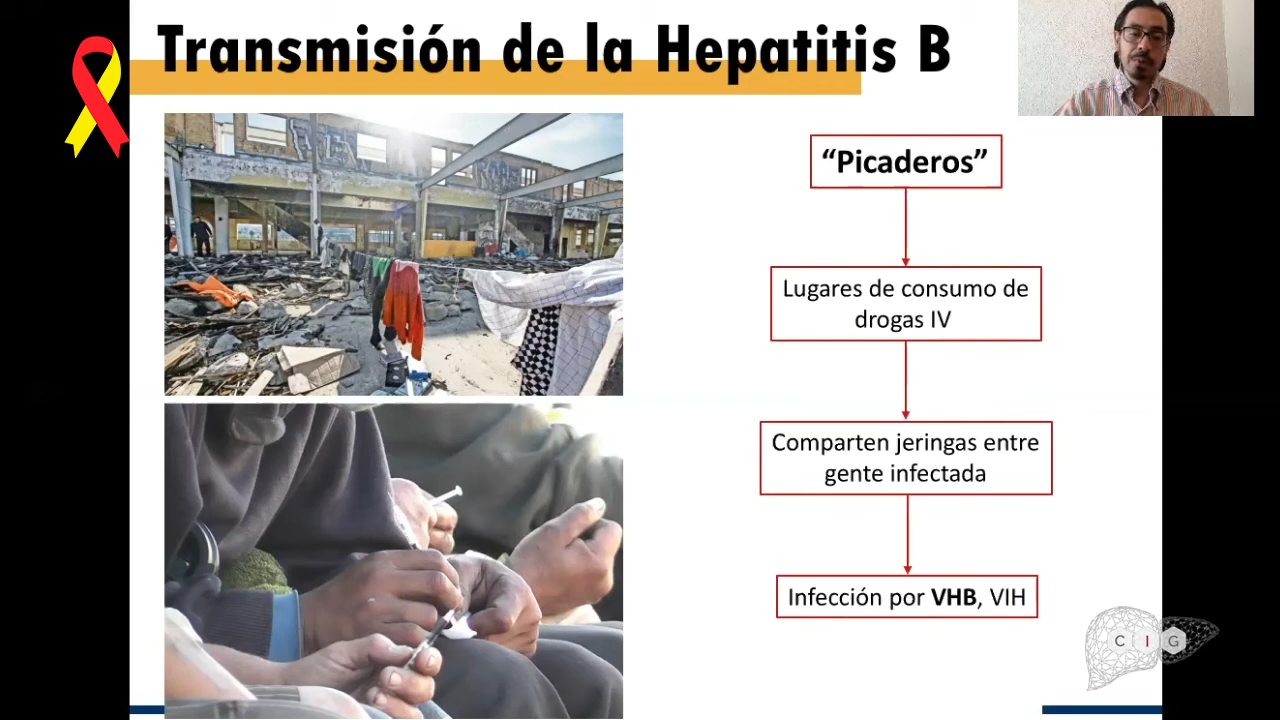 Transmisión de la Hepatitis B
“Picaderos”
Lugares de consumo de
drogas IV
Comparten jeringas entre
gente infectada
Infección por VHB, VIH
C I G